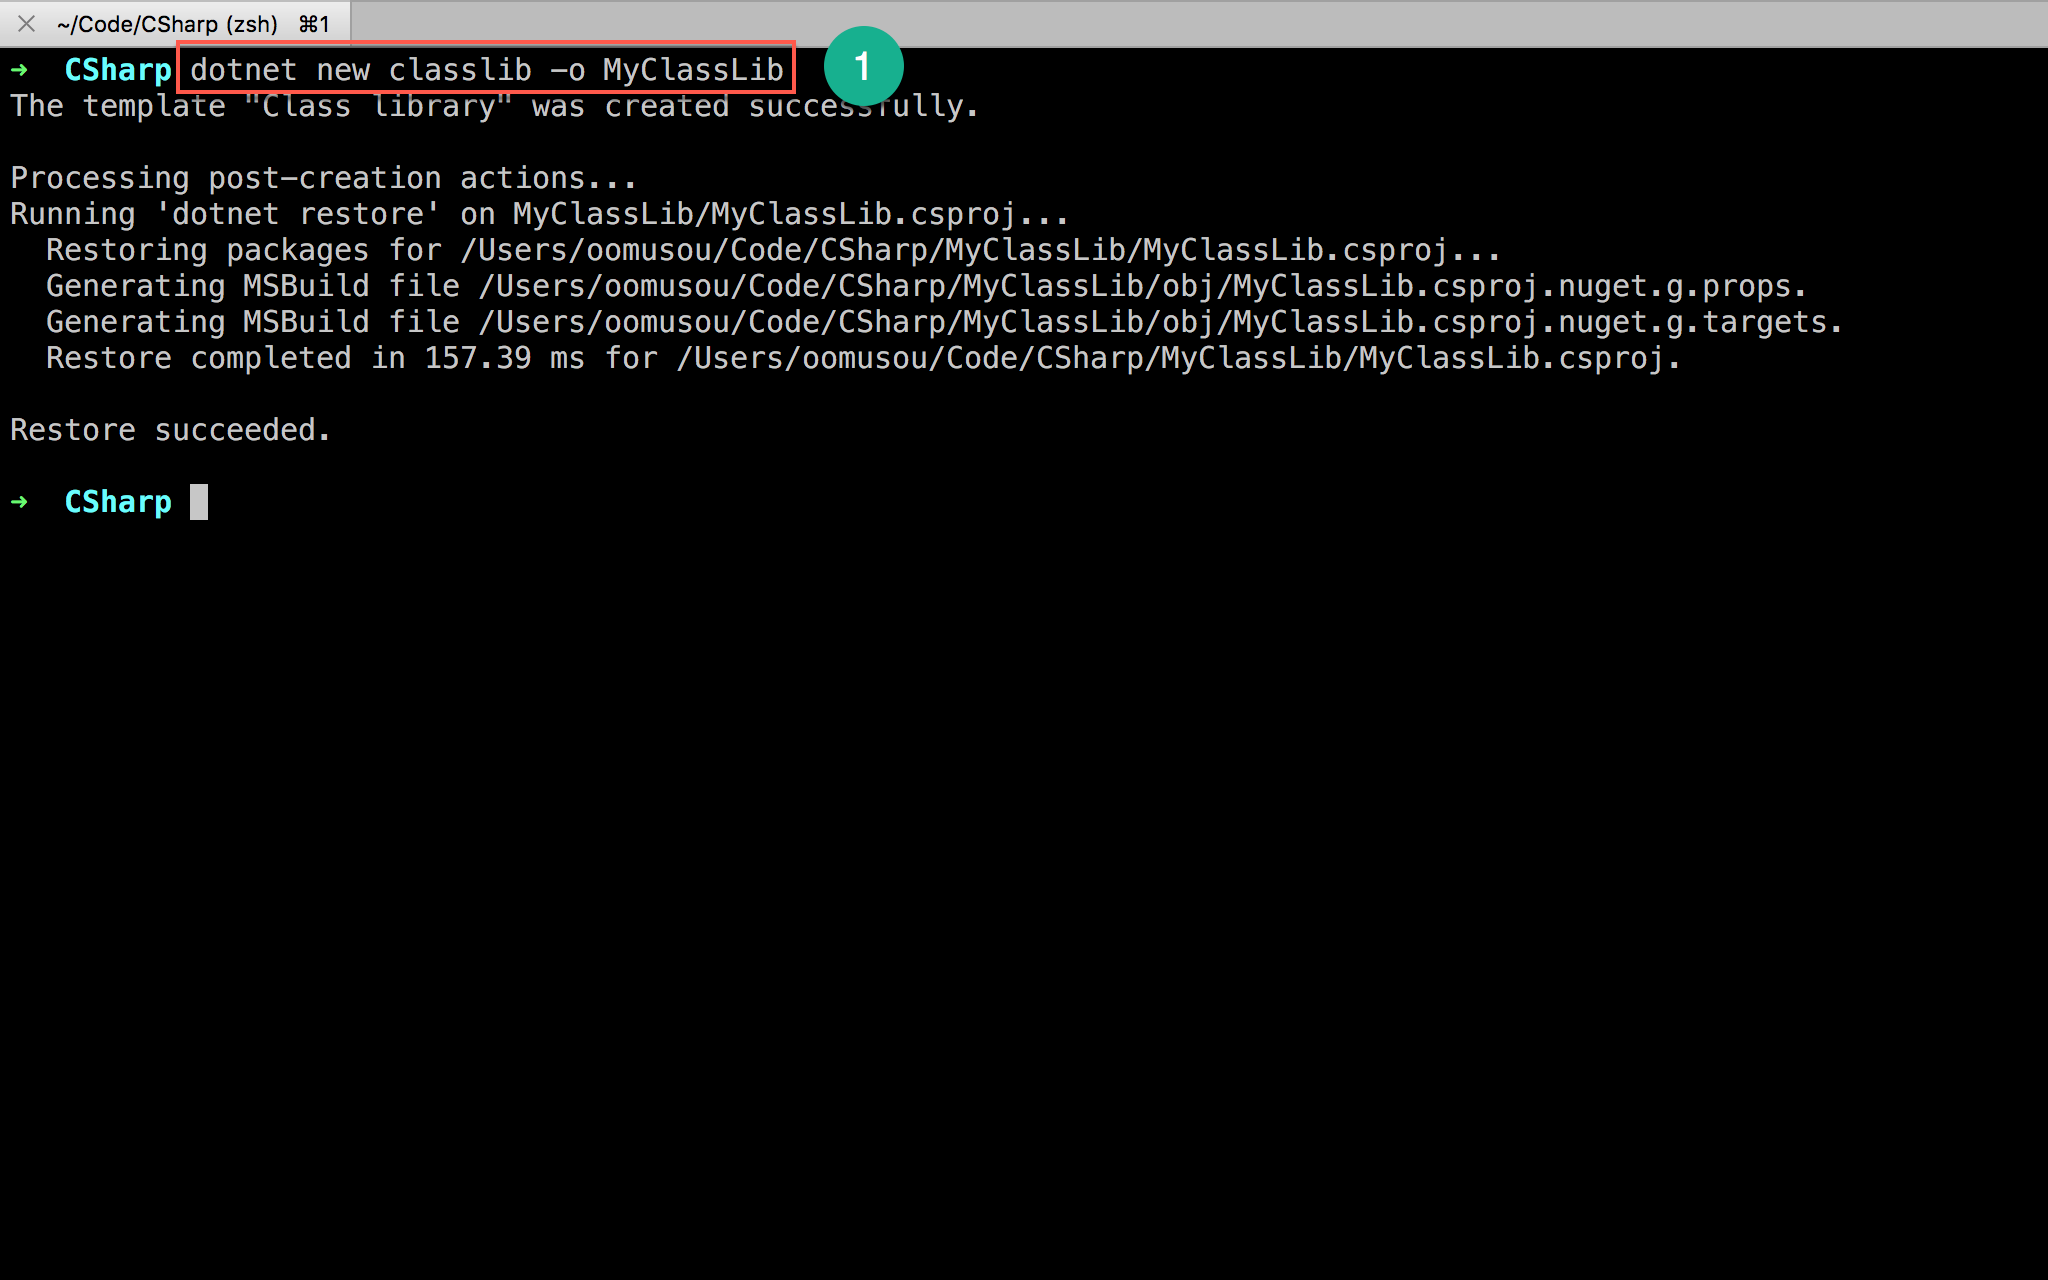 ~/Code/CSharp (zsh) ⌘1
➜ CSharp dotnet new classlib -o MyClassLib 1
The template "Class library" was created successfully.
Processing post-creation actions...
Running 'dotnet restore' on MyClassLib/MyClassLib.csproj...
Restoring packages for /Users/oomusou/Code/CSharp/MyClassLib/MyClassLib.csproj...
Generating MSBuild file /Users/oomusou/Code/CSharp/MyClassLib/obj/MyClassLib.csproj.nuget.g.props.
Generating MSBuild file /Users/oomusou/Code/CSharp/MyClassLib/obj/MyClassLib.csproj.nuget.g.targets.
Restore completed in 157.39 ms for /Users/oomusou/Code/CSharp/MyClassLib/MyClassLib.csproj.
Restore succeeded.
➜ CSharp